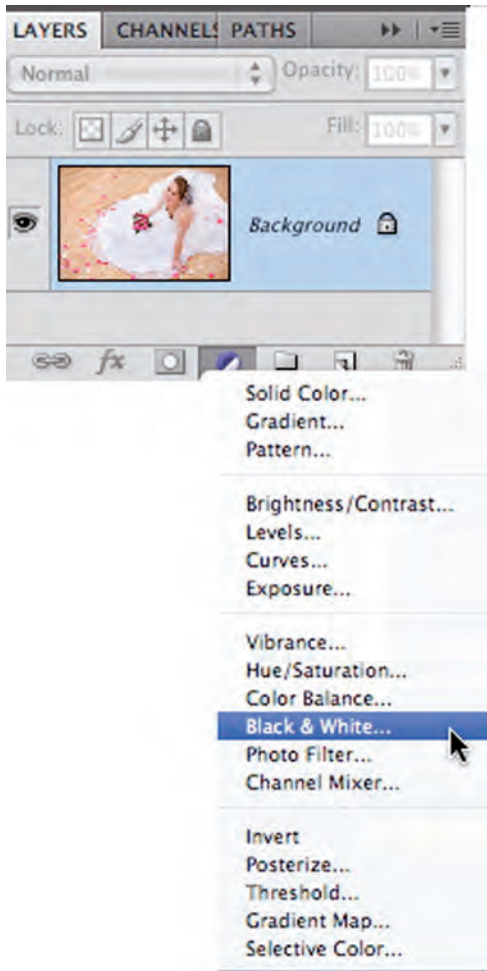 LAYERS CHANNELS PATHS
Normal Opacity: 100%
Lock: Fill: 100%
Background
fx
Solid Color...
Gradient...
Pattern...
Brightness/Contrast...
Levels...
Curves...
Exposure...
Vibrance...
Hue/Saturation...
Color Balance...
Black & White...
Photo Filter...
Channel Mixer...
Invert
Posterize...
Threshold...
Gradient Map...
Selective Color...